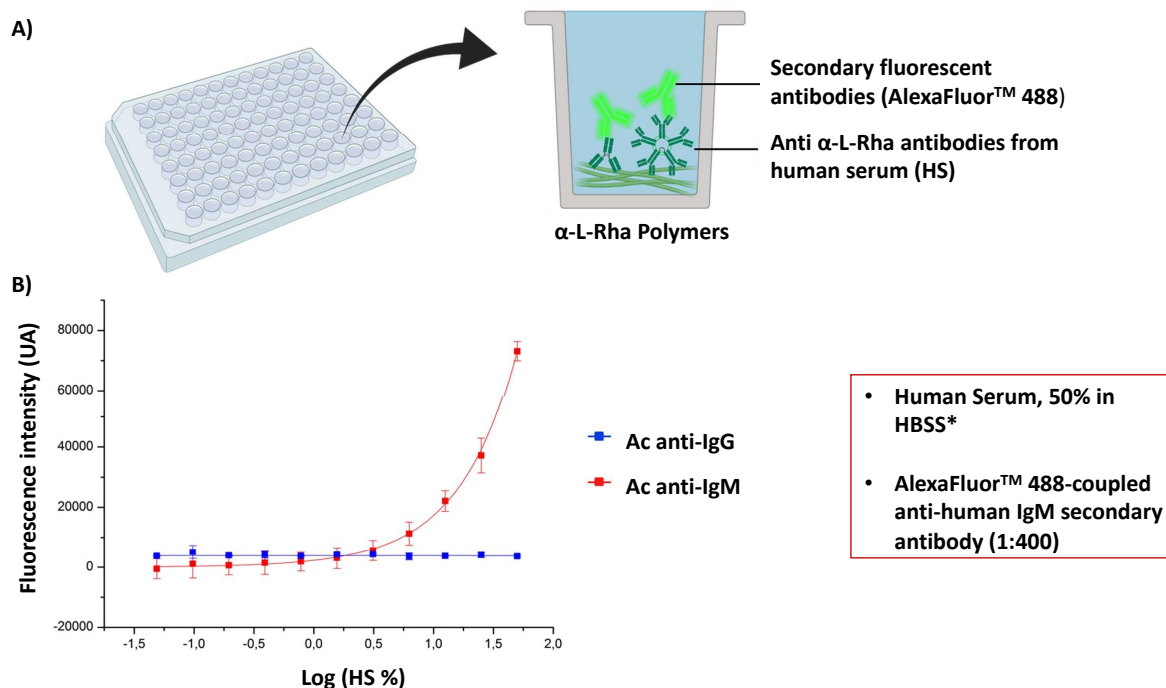 A)
Secondary fluorescent
antibodies (AlexaFluor™ 488)
Anti α-L-Rha antibodies from
human serum (HS)
α-L-Rha Polymers
B)
Fluorescence intensity (UA)
80000
60000
40000
20000
0
-20000
-1,5 -1,0 -0,5 0,0 0,5 1,0 1,5 2,0
Log (HS %)
Ac anti-IgG
Ac anti-IgM
• Human Serum, 50% in
HBSS*
• AlexaFluor™ 488-coupled
anti-human IgM secondary
antibody (1:400)